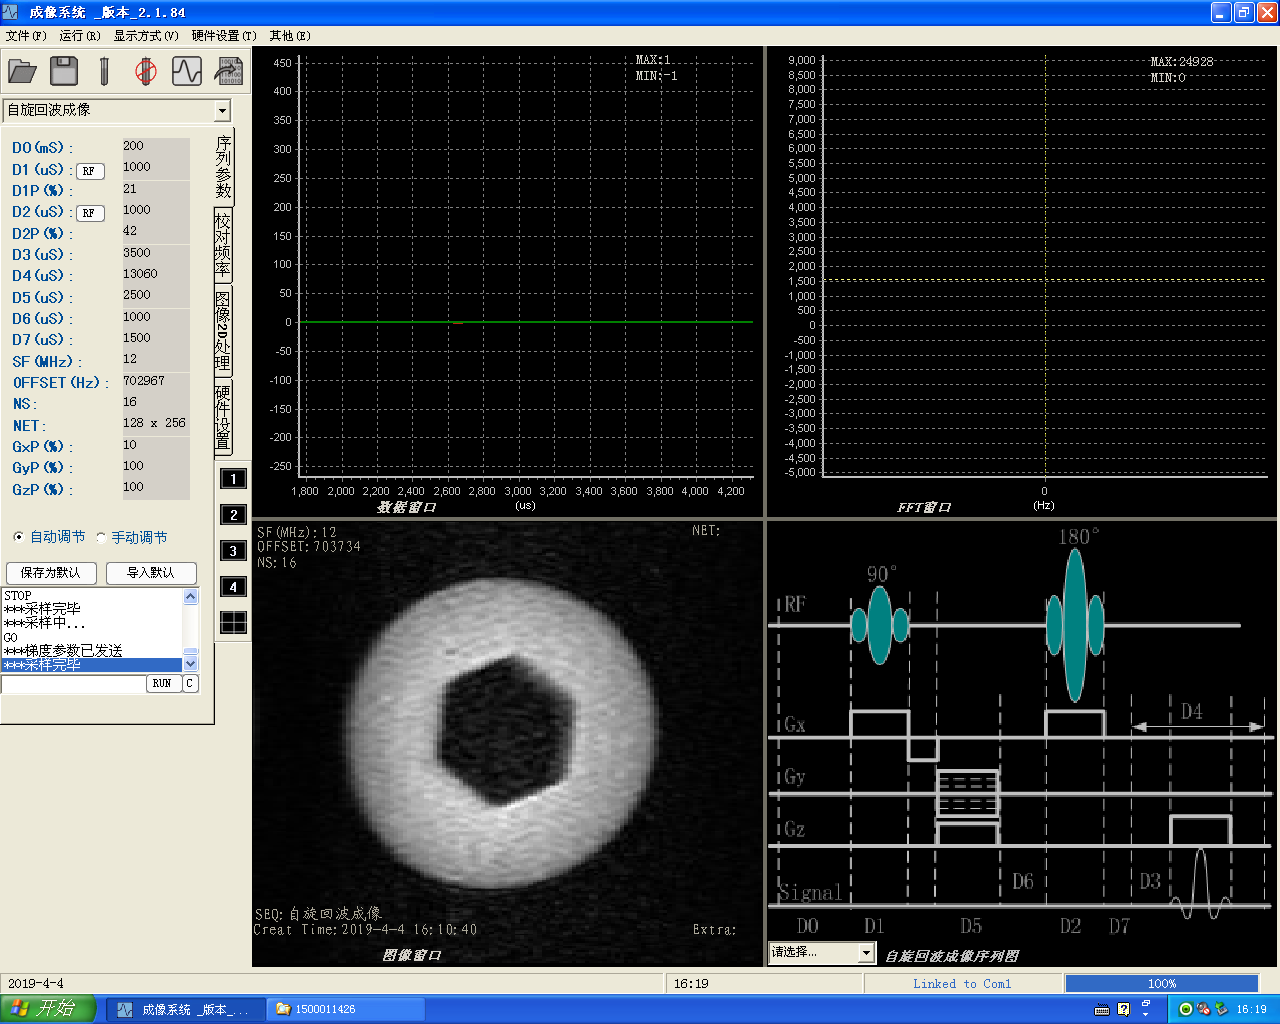 成像系统 _版本_2.1.84
文件(F) 运行(R) 显示方式(V) 硬件设置(T) 其他(E)
自旋回波成像
D0(mS): 200
D1(uS): RF 1000
D1P(%): 21
D2(uS): RF 1000
D2P(%): 42
D3(uS): 3500
D4(uS): 13060
D5(uS): 2500
D6(uS): 1000
D7(uS): 1500
SF(MHz): 12
OFFSET(Hz): 702967
NS: 16
NET: 128 x 256
GxP(%): 10
GyP(%): 100
GzP(%): 100
序列参数
校对频率
图像2D处理
硬件设置
1
2
3
4
自动调节 手动调节
保存为默认 导入默认
STOP
***采样完毕
***采样中...
GO
***梯度参数已发送
***采样完毕
RUN C
MAX:1
MIN:-1
450
400
350
300
250
200
150
100
50
0
-50
-100
-150
-200
-250
1,800 2,000 2,200 2,400 2,600 2,800 3,000 3,200 3,400 3,600 3,800 4,000 4,200
数据窗口 (us)
MAX:24928
MIN:0
9,000
8,500
8,000
7,500
7,000
6,500
6,000
5,500
5,000
4,500
4,000
3,500
3,000
2,500
2,000
1,500
1,000
500
0
-500
-1,000
-1,500
-2,000
-2,500
-3,000
-3,500
-4,000
-4,500
-5,000
0
FFT窗口 (Hz)
SF(MHz):12 NET:
OFFSET:703734
NS:16
SEQ:自旋回波成像
Creat Time:2019-4-4 16:10:40 Extra:
图像窗口
180°
90°
RF
Gx D4
Gy
Gz
D6 D3
Signal
D0 D1 D5 D2 D7
请选择... 自旋回波成像序列图
2019-4-4 16:19 Linked to Com1 100%
开始 成像系统 _版本_... 1500011426 16:19